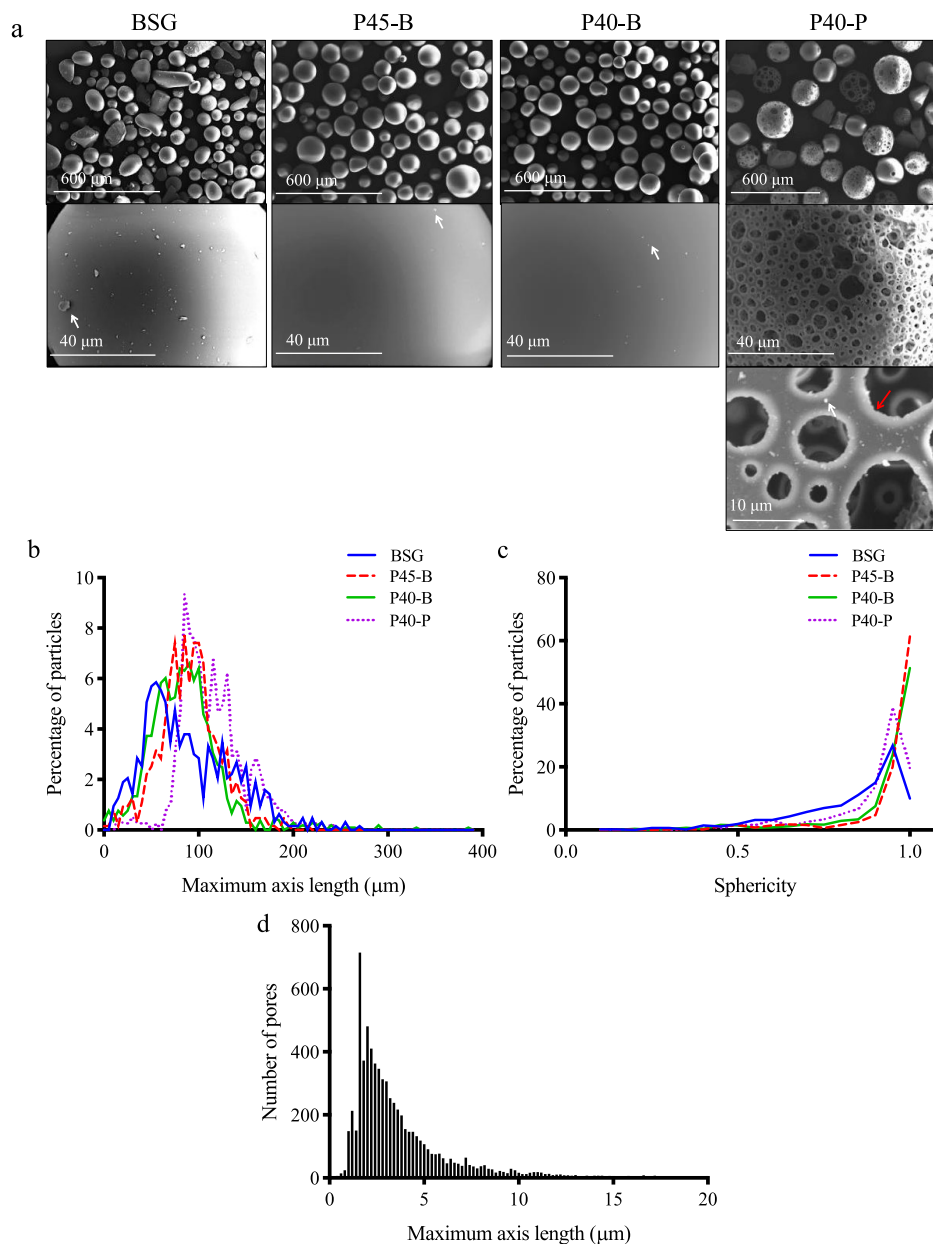 a
BSG
P45-B
P40-B
P40-P
600 μm
600 μm
600 μm
600 μm
40 μm
40 μm
40 μm
40 μm
10 μm
b
BSG
P45-B
P40-B
P40-P
Percentage of particles
10
8
6
4
2
0
0
100
200
300
400
Maximum axis length (μm)
c
BSG
P45-B
P40-B
P40-P
Percentage of particles
80
60
40
20
0
0.0
0.5
1.0
Sphericity
d
Number of pores
800
600
400
200
0
0
5
10
15
20
Maximum axis length (μm)